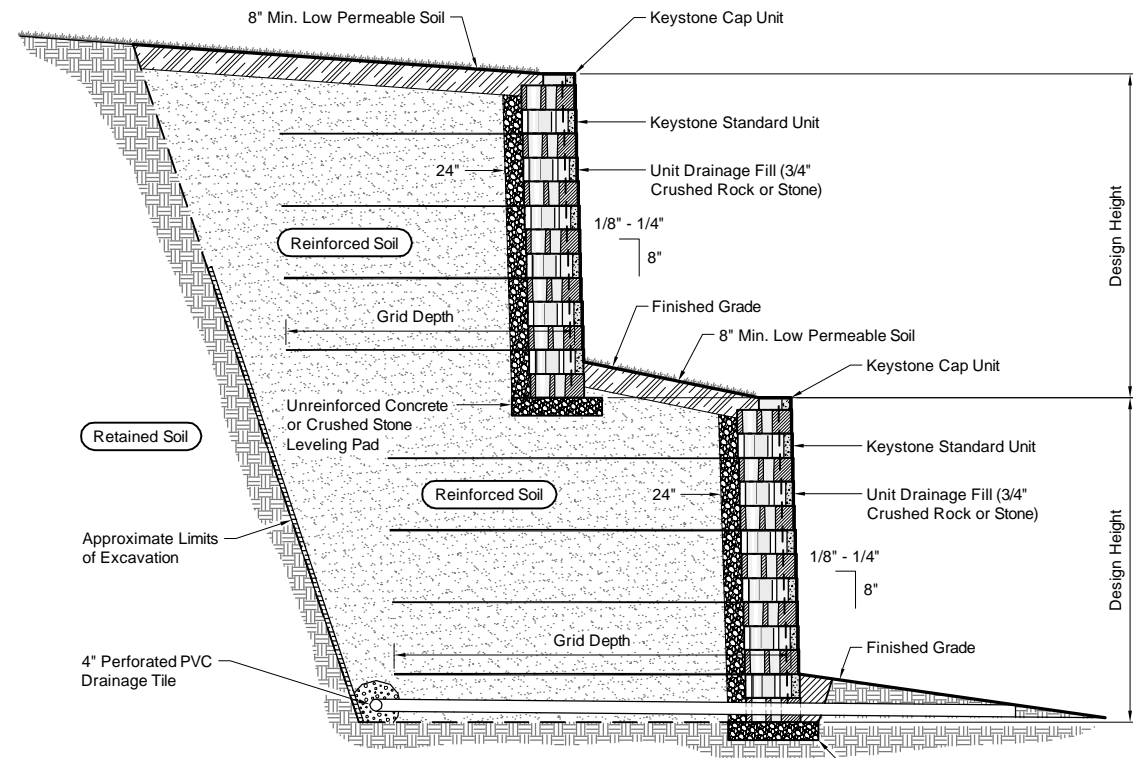 8" Min. Low Permeable Soil
Keystone Cap Unit
Keystone Standard Unit
24"
Unit Drainage Fill (3/4"
Crushed Rock or Stone)
1/8" - 1/4"
8"
Reinforced Soil
Design Height
Finished Grade
Grid Depth
8" Min. Low Permeable Soil
Keystone Cap Unit
Unreinforced Concrete
or Crushed Stone
Leveling Pad
Retained Soil
Keystone Standard Unit
Reinforced Soil
24"
Unit Drainage Fill (3/4"
Crushed Rock or Stone)
Approximate Limits
of Excavation
1/8" - 1/4"
8"
Design Height
Grid Depth
Finished Grade
4" Perforated PVC
Drainage Tile